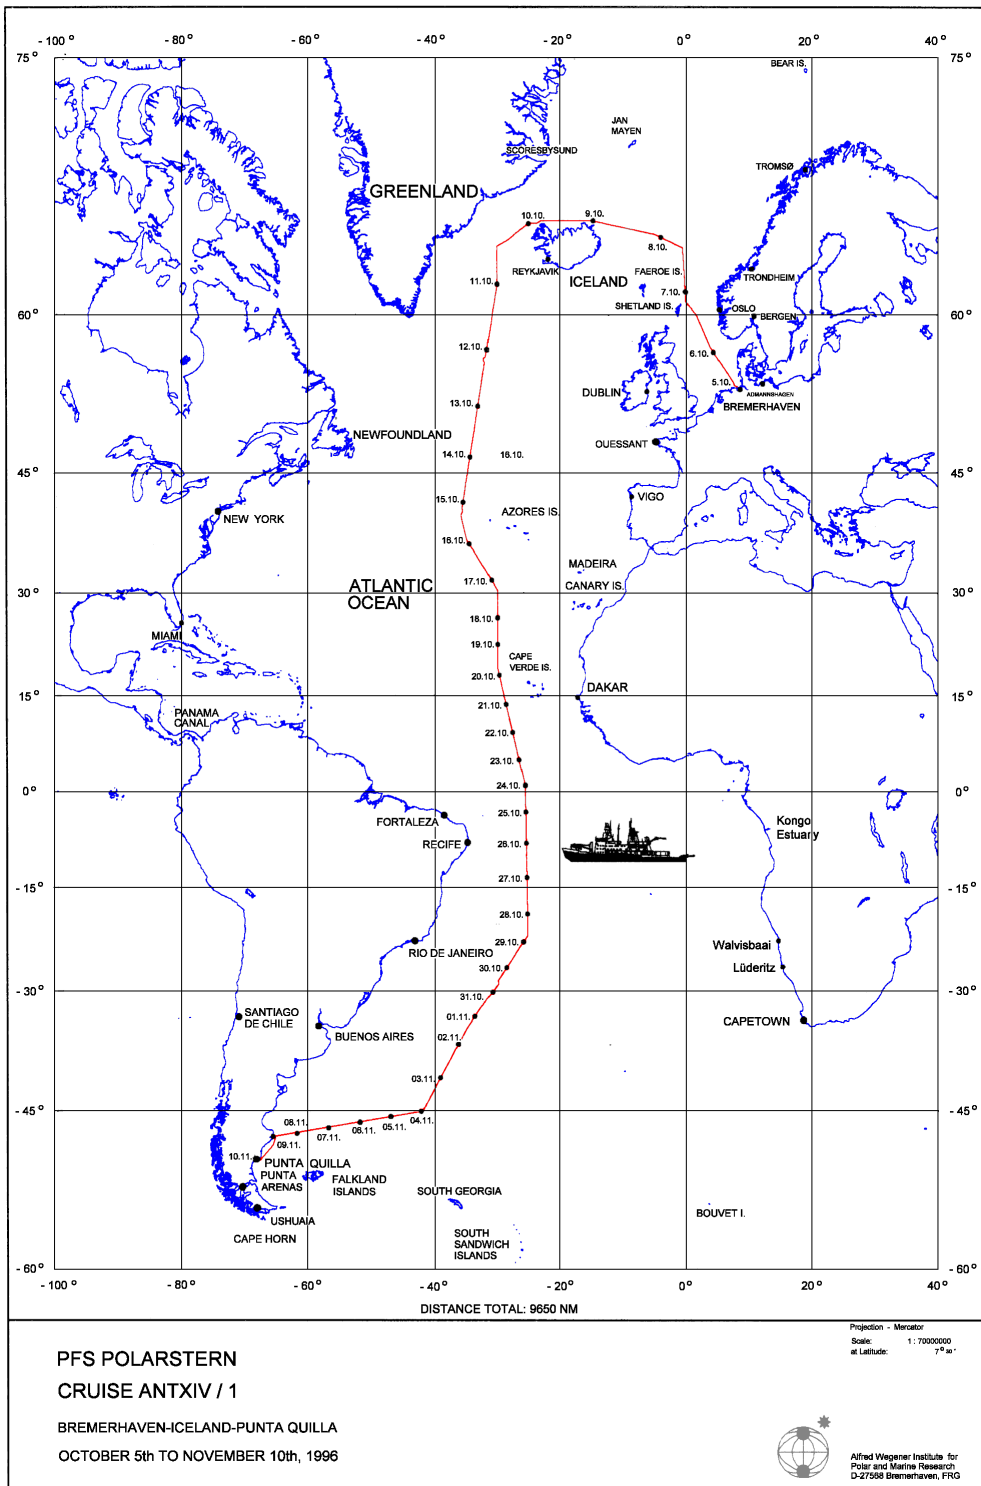 - 100° - 80° - 60° - 40° - 20° 0° 20° 40°
75° 75°
BEAR IS.
JAN
MAYEN
SCORESBYSUND
TROMSØ
GREENLAND
10.10. 9.10.
8.10.
REYKJAVIK
FAEROE IS.
TRONDHEIM
11.10.
ICELAND
7.10.
SHETLAND IS.
OSLO
60° 60°
BERGEN
12.10.
6.10.
5.10.
DUBLIN
ADMANNSHAGEN
13.10.
BREMERHAVEN
NEWFOUNDLAND
OUESSANT
14.10. 16.10.
45° 45°
15.10.
VIGO
NEW YORK
AZORES IS.
16.10.
MADEIRA
17.10.
ATLANTIC
OCEAN
CANARY IS.
30° 30°
18.10.
MIAMI
19.10.
CAPE
VERDE IS.
20.10.
DAKAR
15° 15°
21.10.
PANAMA
CANAL
22.10.
23.10.
24.10.
0° 0°
25.10.
FORTALEZA
Kongo
Estuary
RECIFE
26.10.
27.10.
- 15° - 15°
28.10.
29.10.
Walvisbaai
RIO DE JANEIRO
30.10.
Lüderitz
- 30° - 30°
31.10.
SANTIAGO
DE CHILE
01.11.
CAPETOWN
BUENOS AIRES
02.11.
03.11.
- 45° - 45°
04.11.
05.11.
06.11.
07.11.
08.11.
09.11.
10.11.
PUNTA QUILLA
PUNTA
ARENAS
FALKLAND
ISLANDS
SOUTH GEORGIA
USHUAIA
BOUVET I.
CAPE HORN
SOUTH
SANDWICH
ISLANDS
- 60° - 60°
- 100° - 80° - 60° - 40° - 20° 0° 20° 40°
DISTANCE TOTAL: 9650 NM
Projection - Mercator
Scale: 1 : 70000000
at Latitude: 7° 30 '
PFS POLARSTERN
CRUISE ANTXIV / 1
BREMERHAVEN-ICELAND-PUNTA QUILLA
OCTOBER 5th TO NOVEMBER 10th, 1996
Alfred Wegener Institute for
Polar and Marine Research
D-27568 Bremerhaven, FRG